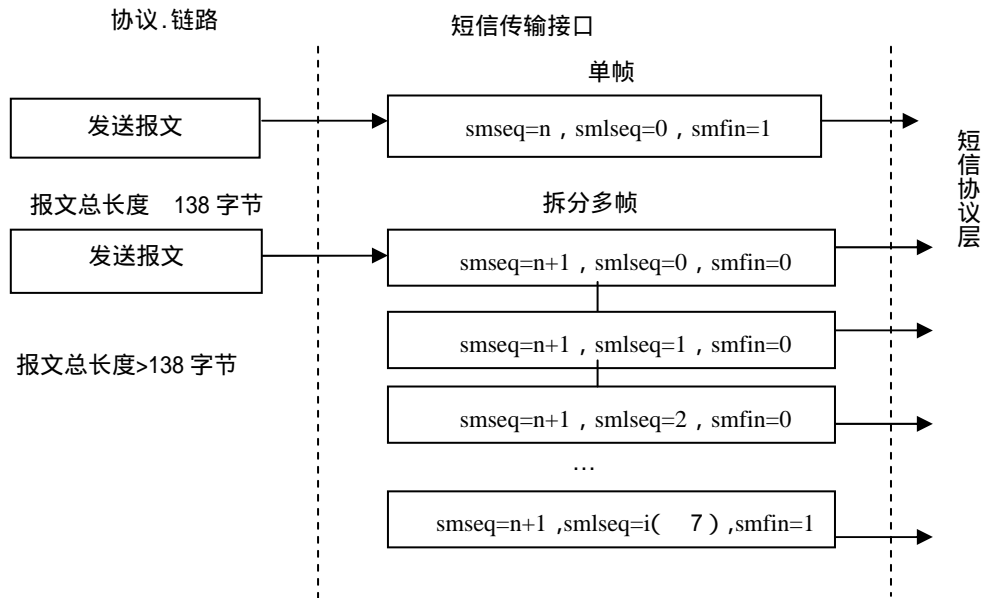 协议.链路
短信传输接口
单帧
发送报文
smseq=n，smlseq=0，smfin=1
报文总长度 138 字节
拆分多帧
发送报文
smseq=n+1，smlseq=0，smfin=0
smseq=n+1，smlseq=1，smfin=0
报文总长度>138 字节
smseq=n+1，smlseq=2，smfin=0
…
smseq=n+1 ,smlseq=i( 7 ) ,smfin=1
短信协议层